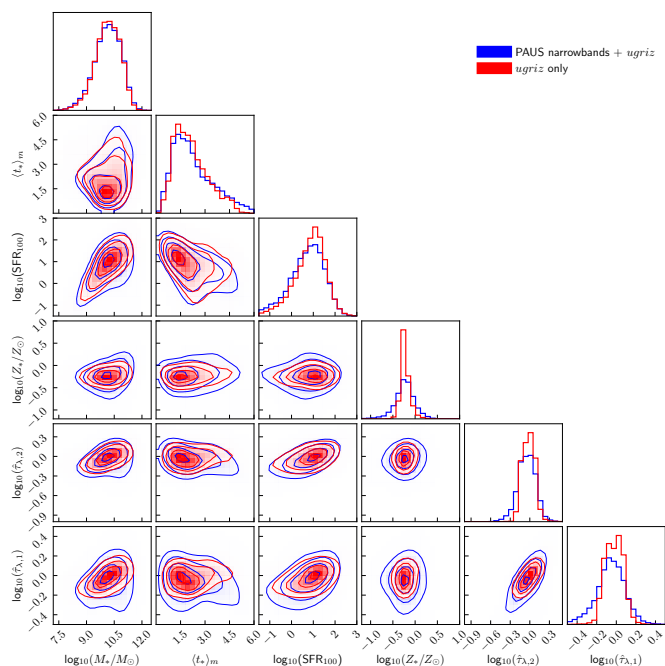 PAUS narrowbands + ugriz
ugriz only
⟨t*⟩m
6.0
4.5
3.0
1.5
log10(SFR100)
3
2
1
0
−1
log10(Z*/Z⊙)
1.0
0.5
0.0
−0.5
−1.0
log10(τ̂λ,2)
0.3
0.0
−0.3
−0.6
−0.9
log10(τ̂λ,1)
0.4
0.2
0.0
−0.2
−0.4
7.5 9.0 10.5 12.0
1.5 3.0 4.5 6.0
−1 0 1 2 3
−1.0 −0.5 0.0 0.5 1.0
−0.9 −0.6 −0.3 0.0 0.3
−0.4 −0.2 0.0 0.2 0.4
log10(M*/M⊙)
⟨t*⟩m
log10(SFR100)
log10(Z*/Z⊙)
log10(τ̂λ,2)
log10(τ̂λ,1)